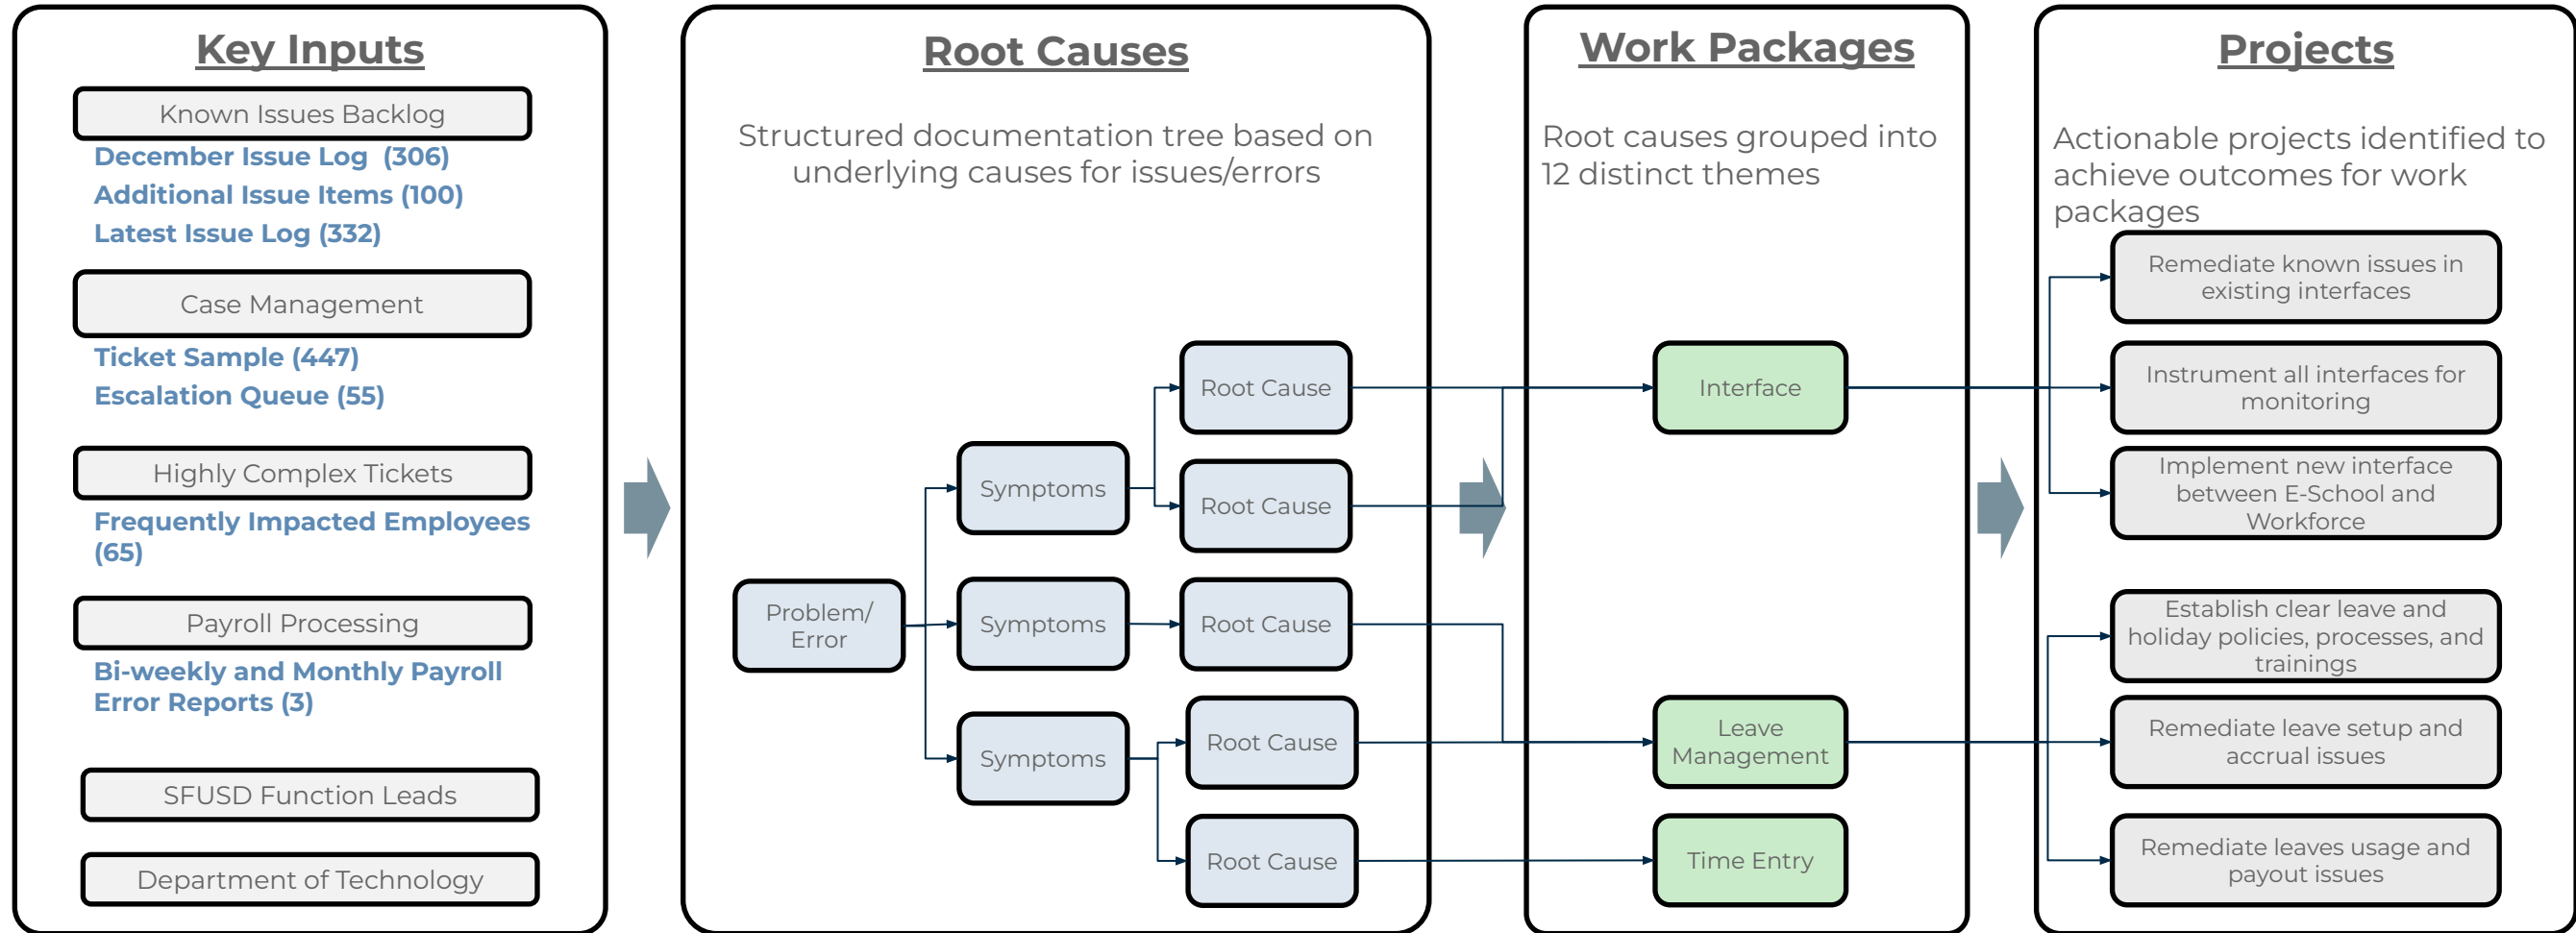 Key Inputs
Known Issues Backlog
December Issue Log (306)
Additional Issue Items (100)
Latest Issue Log (332)
Case Management
Ticket Sample (447)
Escalation Queue (55)
Highly Complex Tickets
Frequently Impacted Employees
(65)
Payroll Processing
Bi-weekly and Monthly Payroll
Error Reports (3)
SFUSD Function Leads
Department of Technology
Root Causes
Structured documentation tree based on
underlying causes for issues/errors
Problem/
Error
Symptoms
Symptoms
Symptoms
Root Cause
Root Cause
Root Cause
Root Cause
Root Cause
Work Packages
Root causes grouped into
12 distinct themes
Interface
Leave
Management
Time Entry
Projects
Actionable projects identified to
achieve outcomes for work
packages
Remediate known issues in
existing interfaces
Instrument all interfaces for
monitoring
Implement new interface
between E-School and
Workforce
Establish clear leave and
holiday policies, processes, and
trainings
Remediate leave setup and
accrual issues
Remediate leaves usage and
payout issues